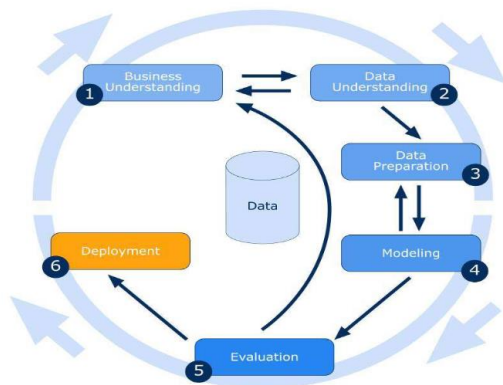 Business
Understanding
1
Data
Understanding
2
Data
Preparation
3
Data
Deployment
6
Modeling
4
Evaluation
5